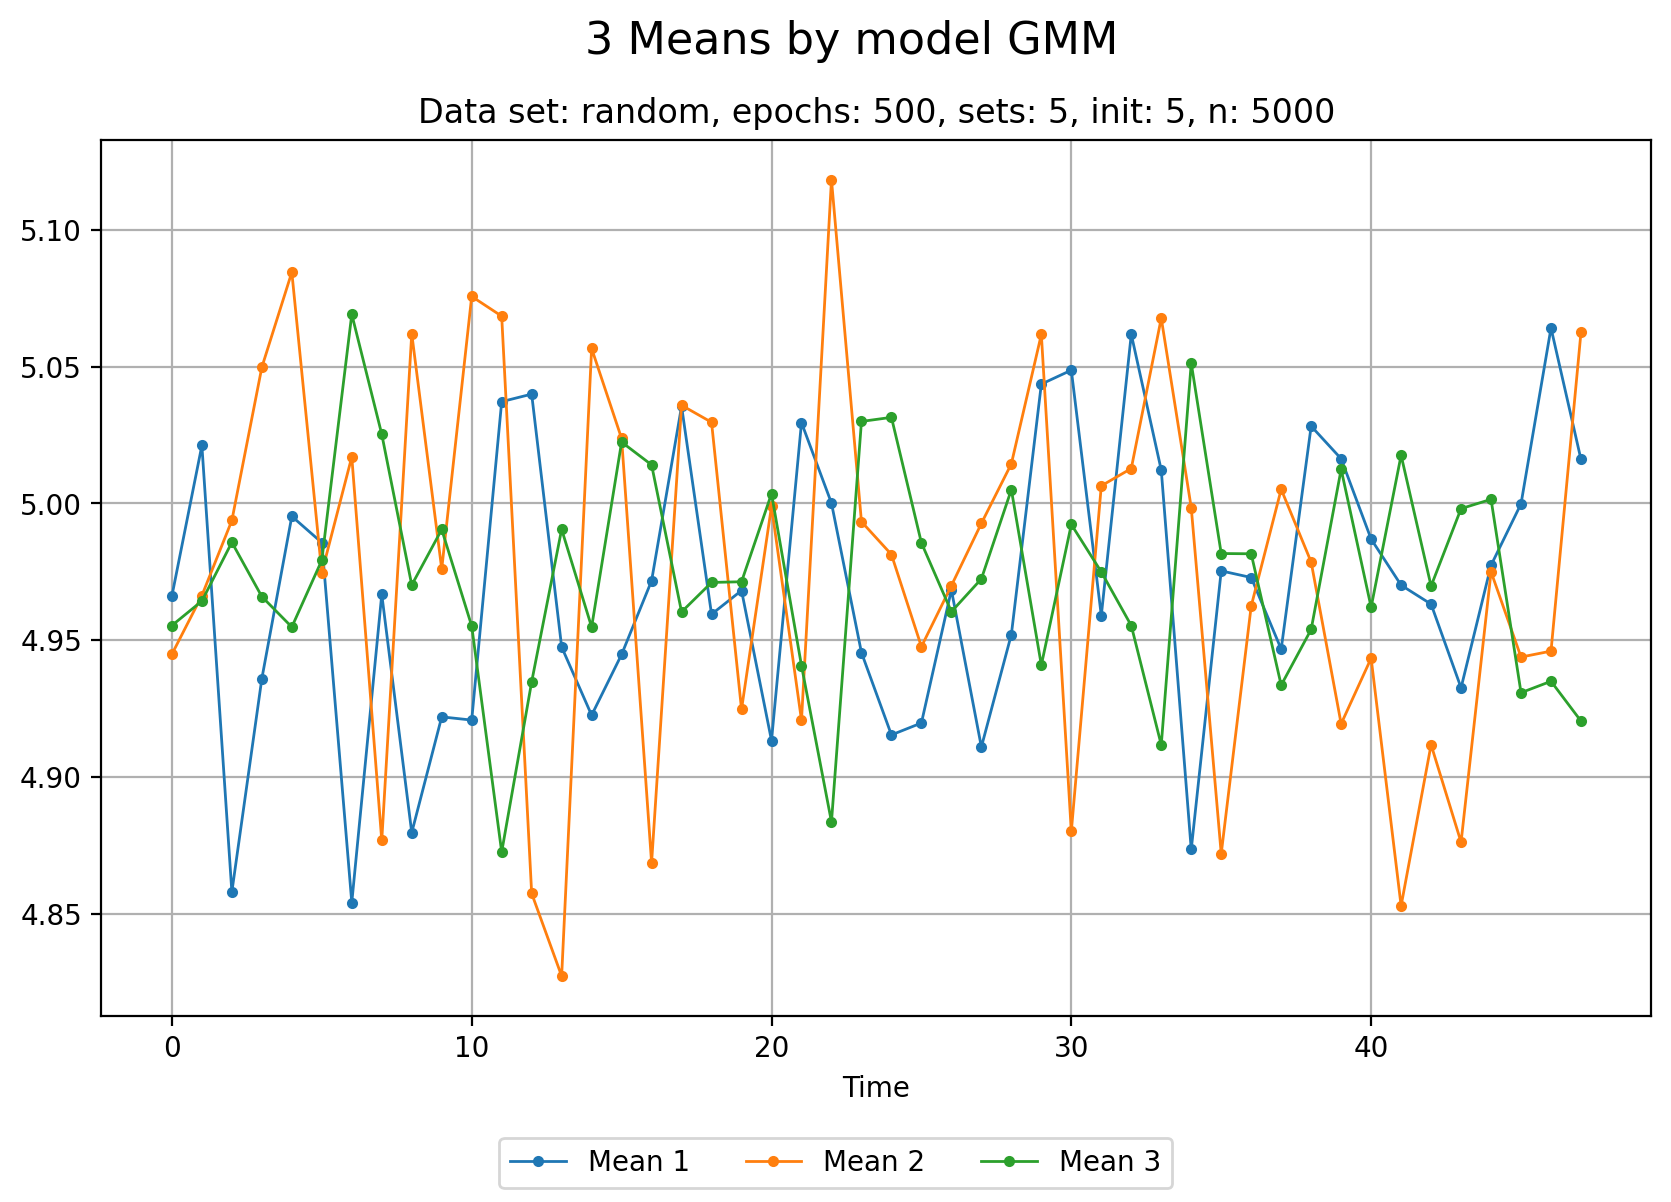 3 Means by model GMM
Data set: random, epochs: 500, sets: 5, init: 5, n: 5000
5.10
5.05
5.00
4.95
4.90
4.85
0 10 20 30 40
Time
Mean 1 Mean 2 Mean 3